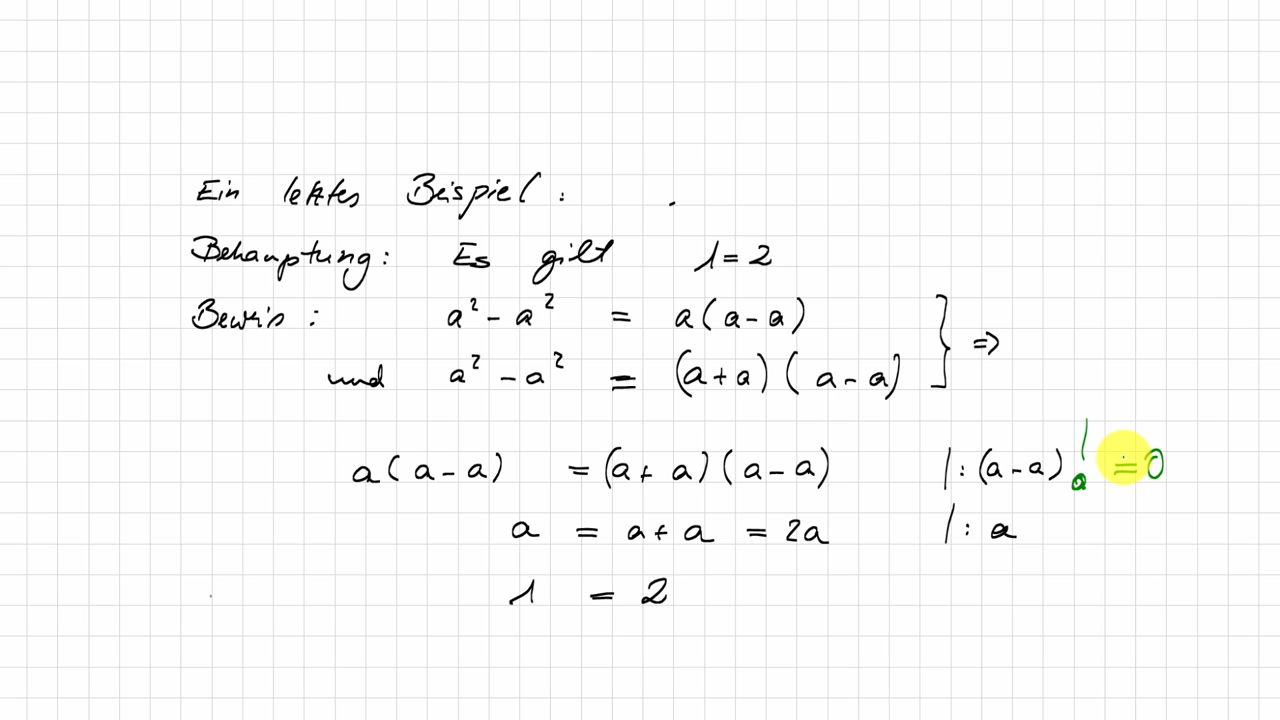 Ein letztes Beispiel:
Behauptung: Es gilt 1=2
Beweis: a² - a² = a(a-a)
und a² - a² = (a+a)(a-a) } ⇒
a(a-a) = (a+a)(a-a) |:(a-a) ! =0
a = a+a = 2a |: a
1 = 2